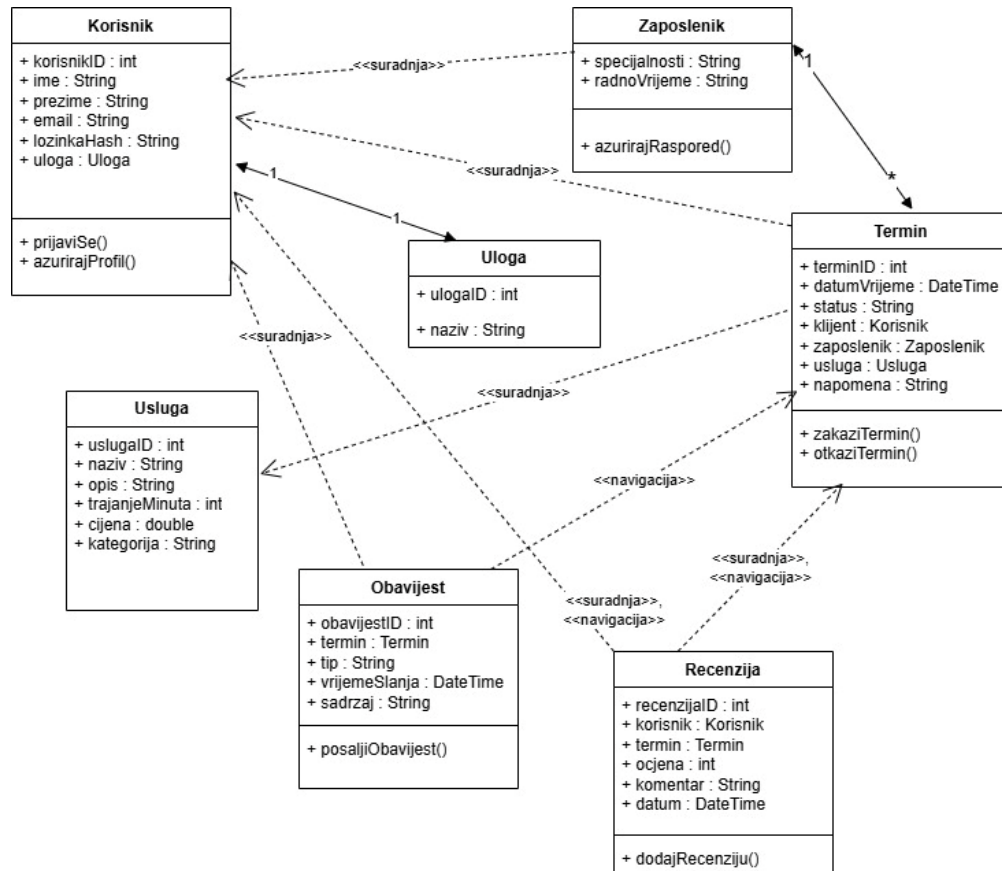 Korisnik
+ korisnikID : int
+ ime : String
+ prezime : String
+ email : String
+ lozinkaHash : String
+ uloga : Uloga
+ prijaviSe()
+ azurirajProfil()
Zaposlenik
+ specijalnosti : String
+ radnoVrijeme : String
+ azurirajRaspored()
<<suradnja>>
<<suradnja>>
1
*
1
1
Uloga
+ ulogaID : int
+ naziv : String
Termin
+ terminID : int
+ datumVrijeme : DateTime
+ status : String
+ klijent : Korisnik
+ zaposlenik : Zaposlenik
+ usluga : Usluga
+ napomena : String
+ zakaziTermin()
+ otkaziTermin()
<<suradnja>>
<<suradnja>>
Usluga
+ uslugaID : int
+ naziv : String
+ opis : String
+ trajanjeMinuta : int
+ cijena : double
+ kategorija : String
<<navigacija>>
<<suradnja>>,
<<navigacija>>
<<suradnja>>,
<<navigacija>>
Obavijest
+ obavijestID : int
+ termin : Termin
+ tip : String
+ vrijemeSlanja : DateTime
+ sadrzaj : String
+ posaljiObavijest()
Recenzija
+ recenzijaID : int
+ korisnik : Korisnik
+ termin : Termin
+ ocjena : int
+ komentar : String
+ datum : DateTime
+ dodajRecenziju()